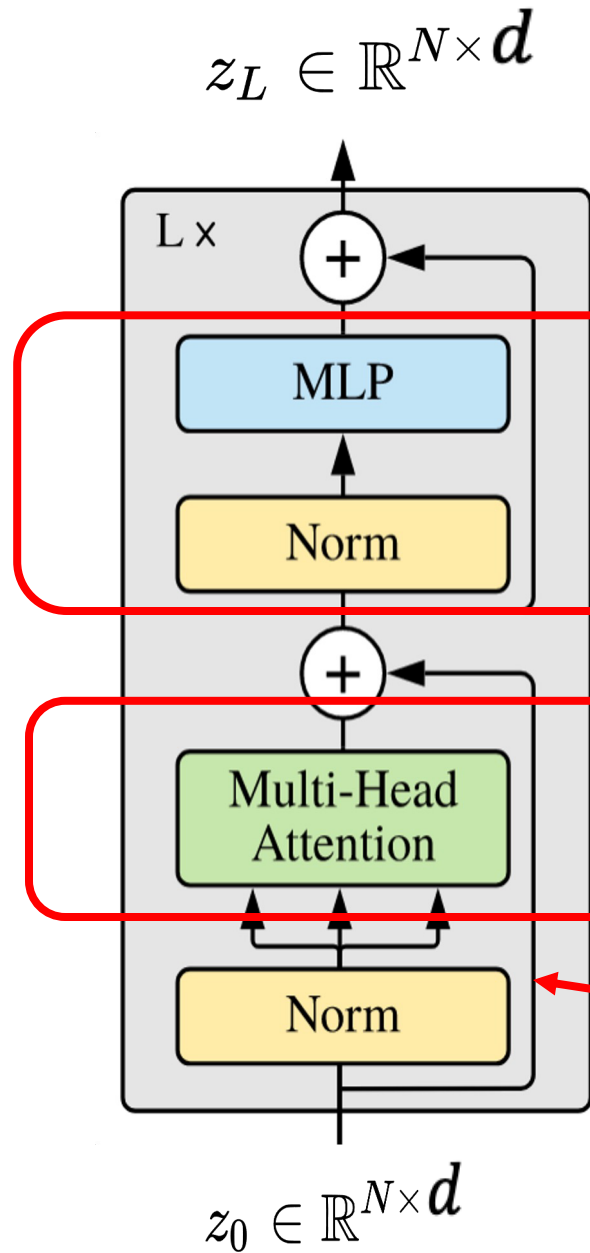 z_L ∈ ℝ^{N×d}
L ×
+
MLP
Norm
+
Multi-Head
Attention
Norm
z_0 ∈ ℝ^{N×d}